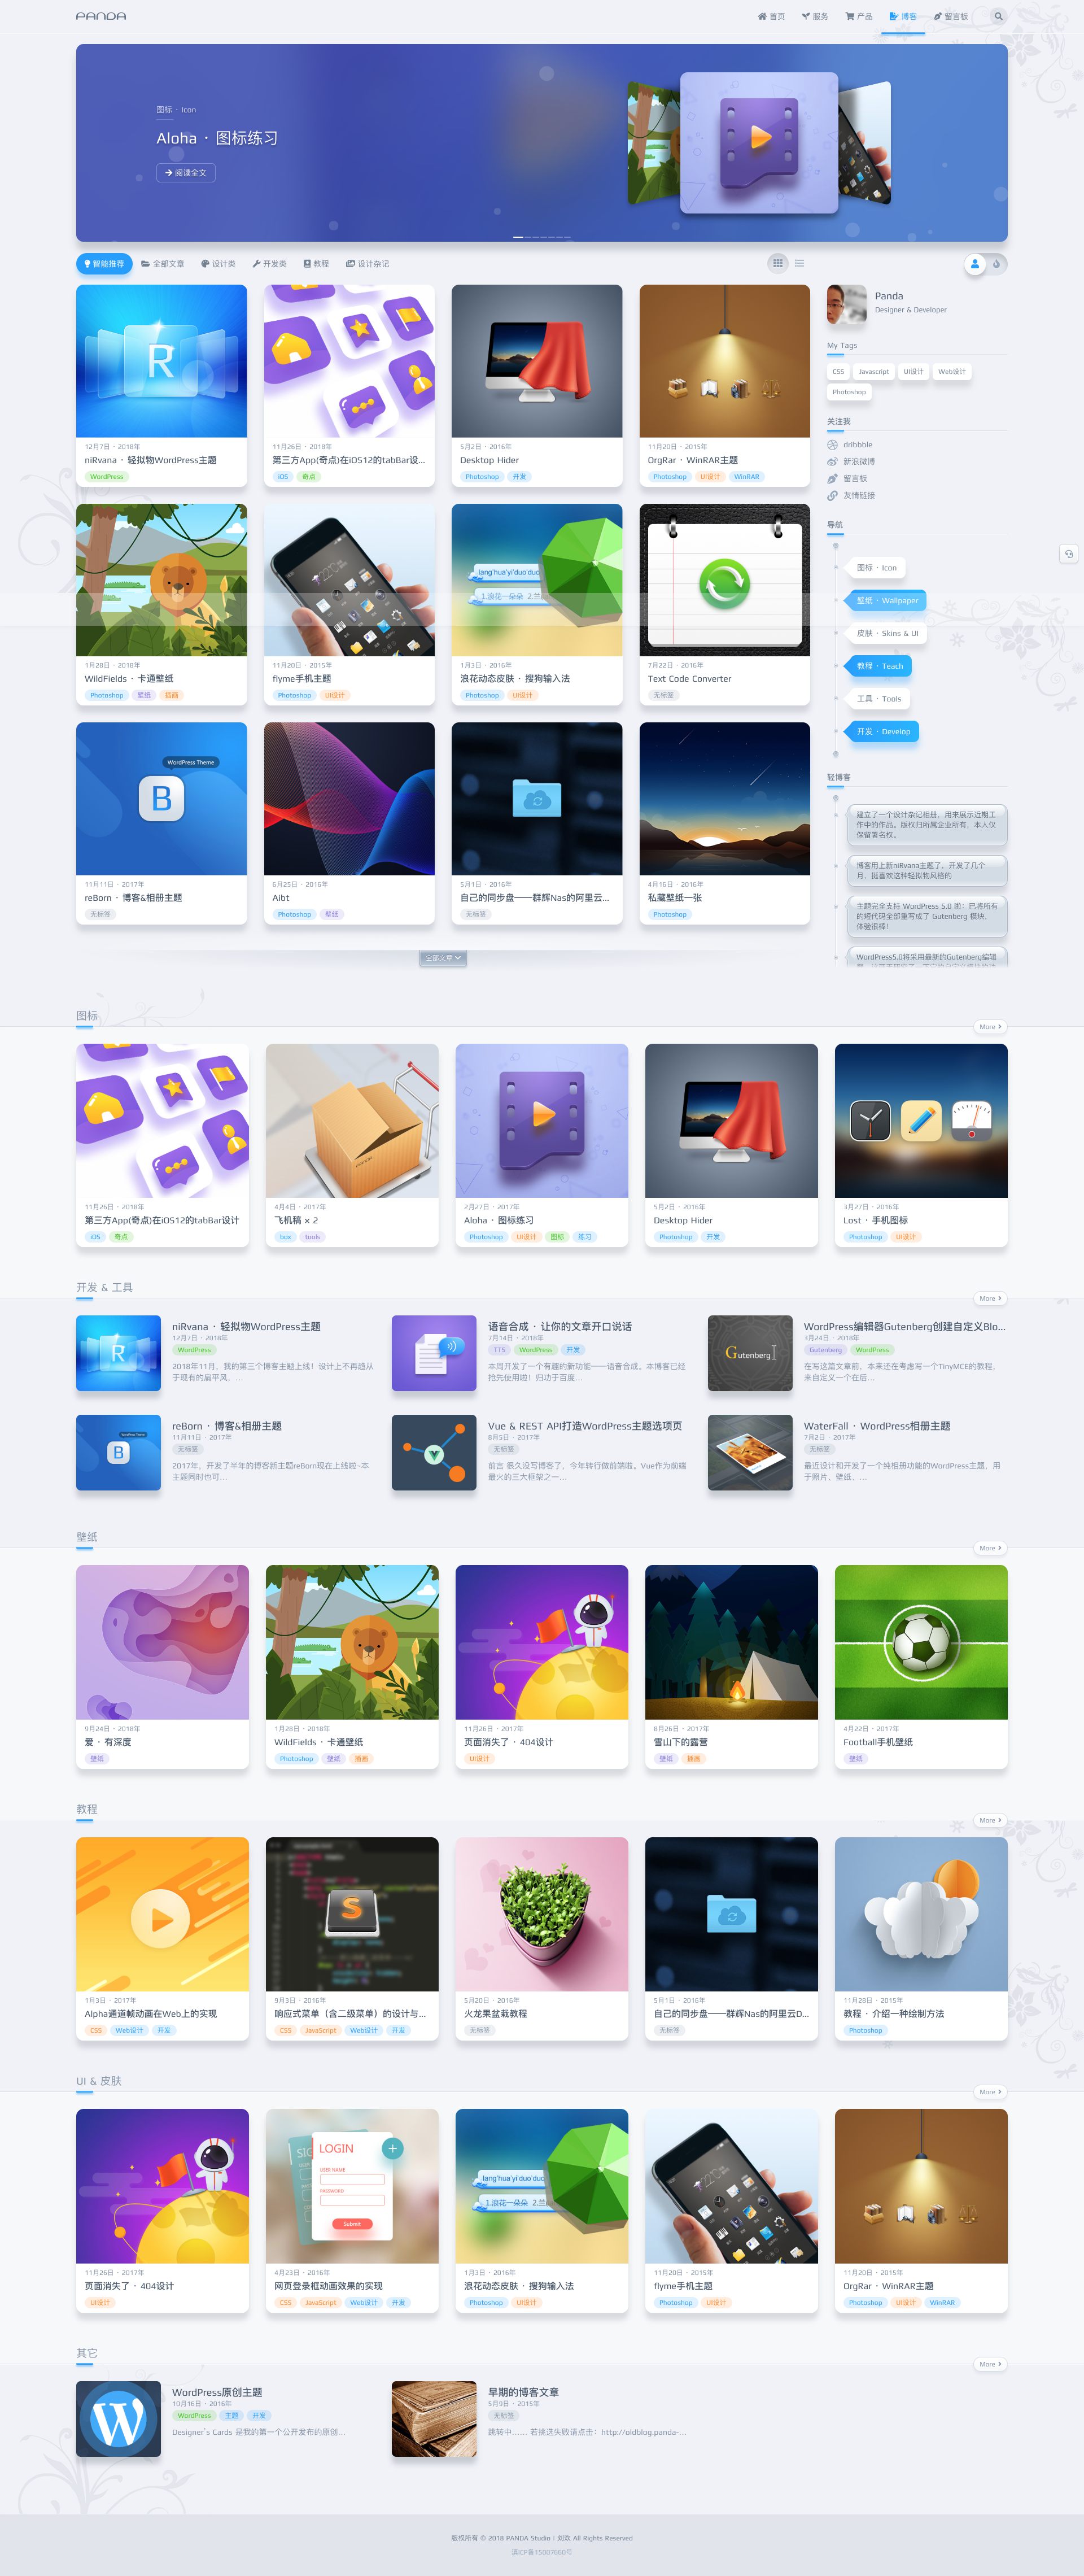 PANDA
首页 服务 产品 博客 留言板
图标 · Icon
Aloha · 图标练习
阅读全文
智能推荐 全部文章 设计类 开发类 教程 设计杂记
12月7日 · 2018年
niRvana · 轻拟物WordPress主题
WordPress
11月26日 · 2018年
第三方App(奇点)在iOS12的tabBar设...
iOS 奇点
5月2日 · 2016年
Desktop Hider
Photoshop 开发
11月20日 · 2015年
OrgRar · WinRAR主题
Photoshop UI设计 WinRAR
lang'hua'yi'duo'duo
1.浪花一朵朵 2.兰
1月28日 · 2018年
WildFields · 卡通壁纸
Photoshop 壁纸 插画
11月20日 · 2015年
flyme手机主题
Photoshop UI设计
1月3日 · 2016年
浪花动态皮肤 · 搜狗输入法
Photoshop UI设计
7月22日 · 2016年
Text Code Converter
无标签
WordPress Theme
B
11月11日 · 2017年
reBorn · 博客&相册主题
无标签
6月25日 · 2016年
Aibt
Photoshop 壁纸
5月1日 · 2016年
自己的同步盘——群辉Nas的阿里云...
无标签
4月16日 · 2016年
私藏壁纸一张
Photoshop
全部文章
Panda
Designer & Developer
My Tags
CSS Javascript UI设计 Web设计
Photoshop
关注我
dribbble
新浪微博
留言板
友情链接
导航
图标 · Icon
壁纸 · Wallpaper
皮肤 · Skins & UI
教程 · Teach
工具 · Tools
开发 · Develop
轻博客
建立了一个设计杂记相册，用来展示近期工
作中的作品。版权归所属企业所有，本人仅
保留署名权。
博客用上新niRvana主题了，开发了几个
月，挺喜欢这种轻拟物风格的
主题完全支持 WordPress 5.0 啦：已将所有
的短代码全部重写成了 Gutenberg 模块，
体验很棒！
WordPress5.0将采用最新的Gutenberg编辑
图标
More
11月26日 · 2018年
第三方App(奇点)在iOS12的tabBar设计
iOS 奇点
4月4日 · 2017年
飞机稿 x 2
box tools
2月27日 · 2017年
Aloha · 图标练习
Photoshop UI设计 图标 练习
5月2日 · 2016年
Desktop Hider
Photoshop 开发
3月27日 · 2016年
Lost · 手机图标
Photoshop UI设计
开发 & 工具
More
niRvana · 轻拟物WordPress主题
12月7日 · 2018年
WordPress
2018年11月，我的第三个博客主题上线！设计上不再趋从
于现有的扁平风，...
语音合成 · 让你的文章开口说话
7月14日 · 2018年
TTS WordPress 开发
本周开发了一个有趣的新功能——语音合成。本博客已经
抢先使用啦！归功于百度...
Gutenberg
WordPress编辑器Gutenberg创建自定义Blo...
3月24日 · 2018年
Gutenberg WordPress
在写这篇文章前，本来还在考虑写一个TinyMCE的教程，
来自定义一个在后...
reBorn · 博客&相册主题
11月11日 · 2017年
无标签
2017年，开发了半年的博客新主题reBorn现在上线啦~本
主题同时也可...
Vue & REST API打造WordPress主题选项页
8月5日 · 2017年
无标签
前言 很久没写博客了，今年转行做前端啦。Vue作为前端
最火的三大框架之一...
WaterFall · WordPress相册主题
7月2日 · 2017年
无标签
最近设计和开发了一个纯相册功能的WordPress主题，用
于照片、壁纸、...
壁纸
More
9月24日 · 2018年
爱 · 有深度
壁纸
1月28日 · 2018年
WildFields · 卡通壁纸
Photoshop 壁纸 插画
11月26日 · 2017年
页面消失了 · 404设计
UI设计
8月26日 · 2017年
雪山下的露营
壁纸 插画
4月22日 · 2017年
Football手机壁纸
壁纸
教程
More
1月3日 · 2017年
Alpha通道帧动画在Web上的实现
CSS Web设计 开发
9月3日 · 2016年
响应式菜单（含二级菜单）的设计与...
CSS JavaScript Web设计 开发
5月20日 · 2016年
火龙果盆栽教程
无标签
5月1日 · 2016年
自己的同步盘——群辉Nas的阿里云D...
无标签
11月28日 · 2015年
教程 · 介绍一种绘制方法
Photoshop
UI & 皮肤
More
LOGIN
USER NAME
PASSWORD
Submit
lang'hua'yi'duo'duo
1.浪花一朵朵 2.兰
11月26日 · 2017年
页面消失了 · 404设计
UI设计
4月23日 · 2016年
网页登录框动画效果的实现
CSS JavaScript Web设计 开发
1月3日 · 2016年
浪花动态皮肤 · 搜狗输入法
Photoshop UI设计
11月20日 · 2015年
flyme手机主题
Photoshop UI设计
11月20日 · 2015年
OrgRar · WinRAR主题
Photoshop UI设计 WinRAR
其它
More
WordPress原创主题
10月16日 · 2016年
WordPress 主题 开发
Designer's Cards 是我的第一个公开发布的原创...
早期的博客文章
5月9日 · 2015年
无标签
跳转中...... 若挑选失败请点击：http://oldblog.panda-...
版权所有 © 2018 PANDA Studio | 刘欢 All Rights Reserved
滇ICP备15007660号